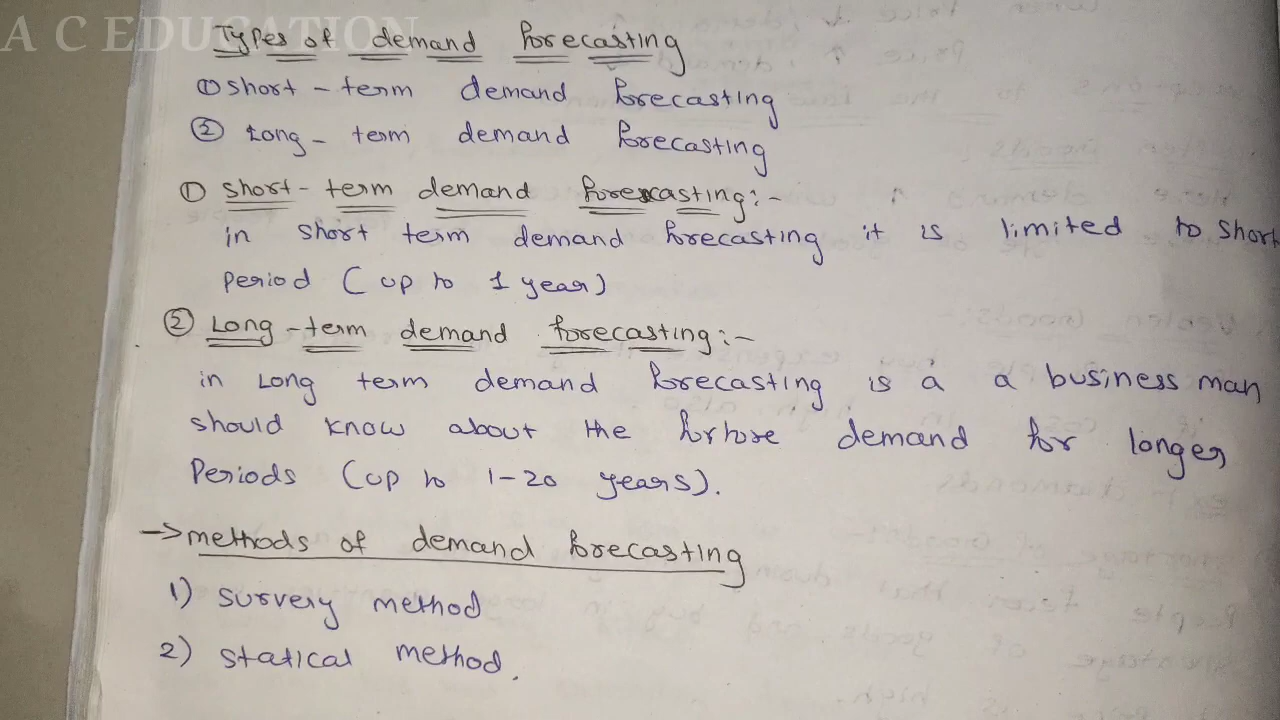 A C EDUCATION
Types of demand forecasting
① short - term demand forecasting
② Long - term demand forecasting
① short - term demand forecasting :-
in short term demand forecasting it is limited to short
period ( up to 1 year )
② Long - term demand forecasting :-
in Long term demand forecasting is a a business man
should know about the fortore demand for longer
Periods ( up to 1-20 years ).
-> methods of demand forecasting
1) survery method
2) statical method .